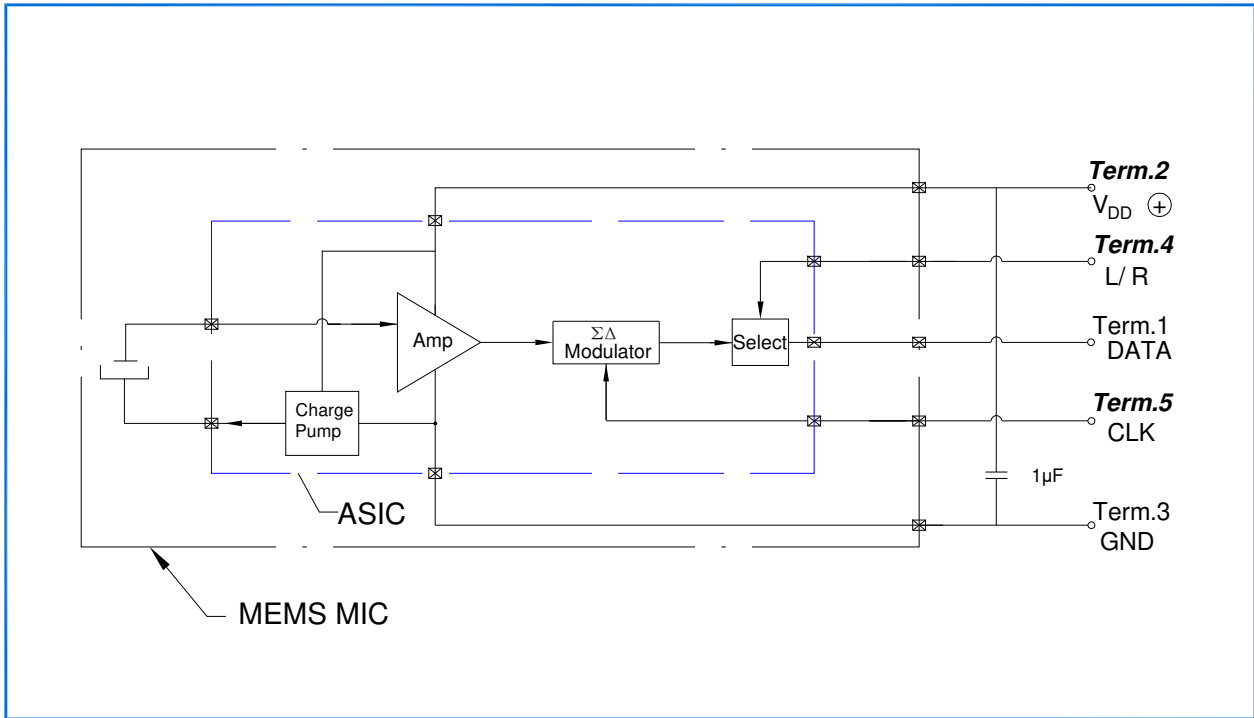 Term.2
VDD +
Term.4
L/ R
Amp
ΣΔ
Modulator
Select
Term.1
DATA
Charge
Pump
Term.5
CLK
1µF
ASIC
Term.3
GND
MEMS MIC